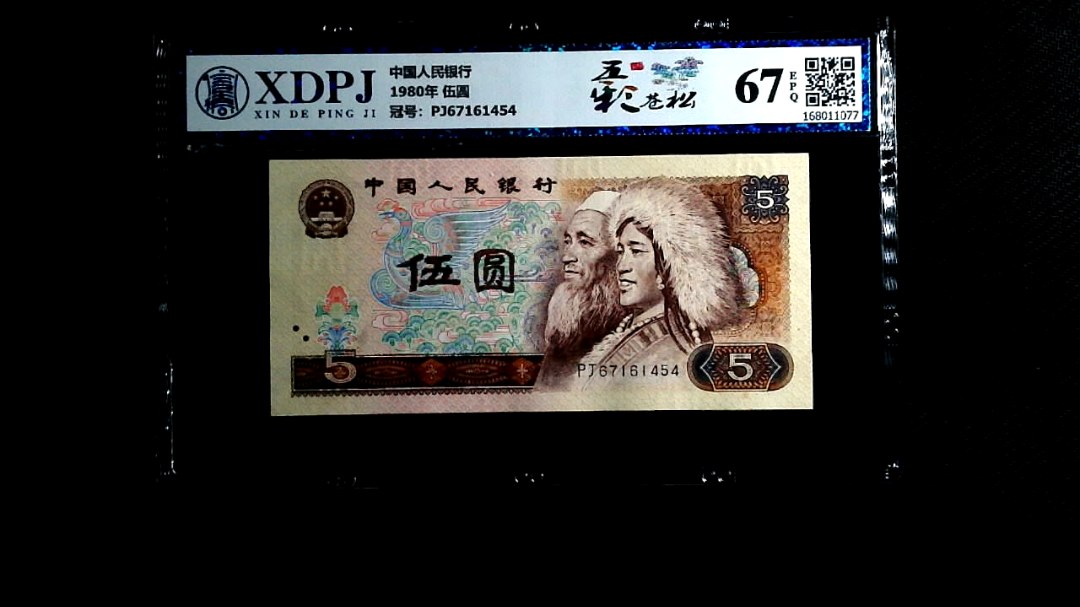 XDPJ
XIN DE PING JI
中国人民银行
1980年 伍圆
冠号：PJ67161454
五彩苍松
67
EPQ
168011077
中国人民银行
5
伍圆
5
PJ67161454
5